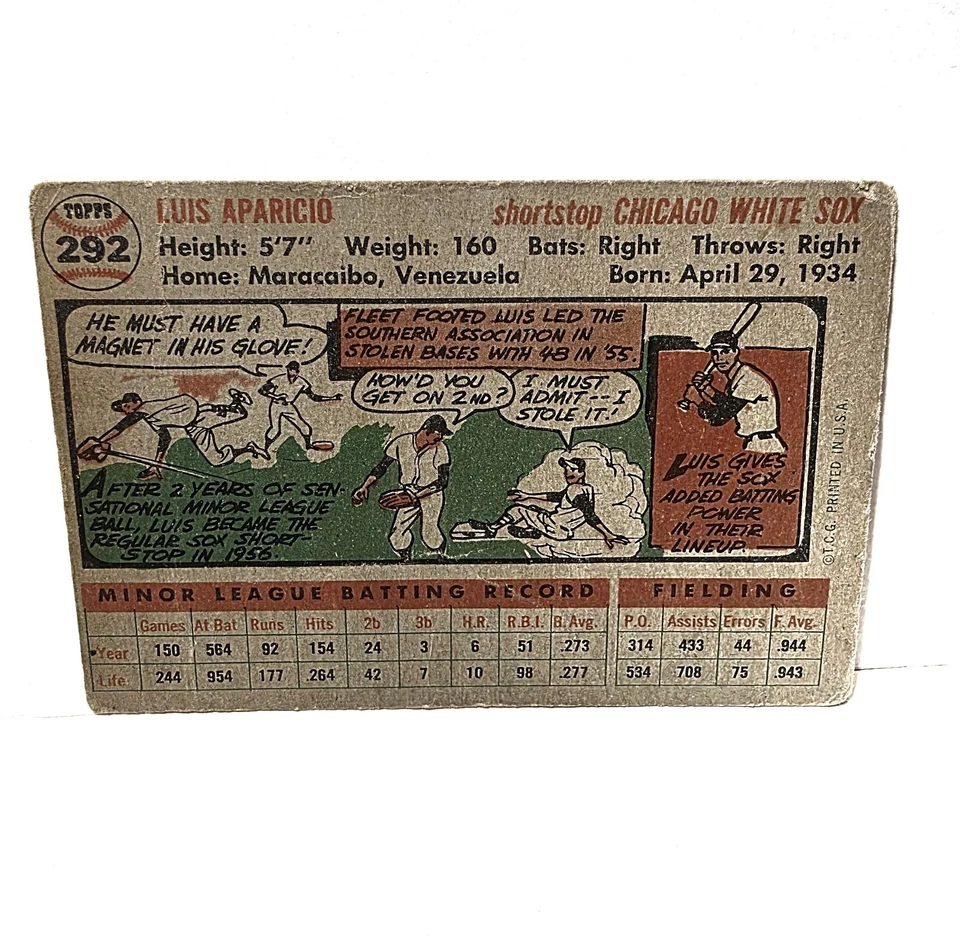 TOPPS
292
LUIS APARICIO shortstop CHICAGO WHITE SOX
Height: 5'7" Weight: 160 Bats: Right Throws: Right
Home: Maracaibo, Venezuela Born: April 29, 1934
HE MUST HAVE A
MAGNET IN HIS GLOVE!
AFTER 2 YEARS OF SEN-
SATIONAL MINOR LEAGUE
BALL, LUIS BECAME THE
REGULAR SOX SHORT-
STOP IN 1956
FLEET FOOTED LUIS LED THE
SOUTHERN ASSOCIATION IN
STOLEN BASES WITH 48 IN '55.
HOW'D YOU
GET ON 2ND?
I MUST
ADMIT-- I
STOLE IT!
LUIS GIVES
THE SOX
ADDED BATTING
POWER
IN THEIR
LINEUP.
©T.C.G. PRINTED IN U.S.A.
MINOR LEAGUE BATTING RECORD FIELDING
Games At Bat Runs Hits 2b 3b H.R. R.B.I. B. Avg. P.O. Assists Errors F. Avg.
Year 150 564 92 154 24 3 6 51 .273 314 433 44 .944
Life 244 954 177 .264 42 7 10 98 .277 534 708 75 .943